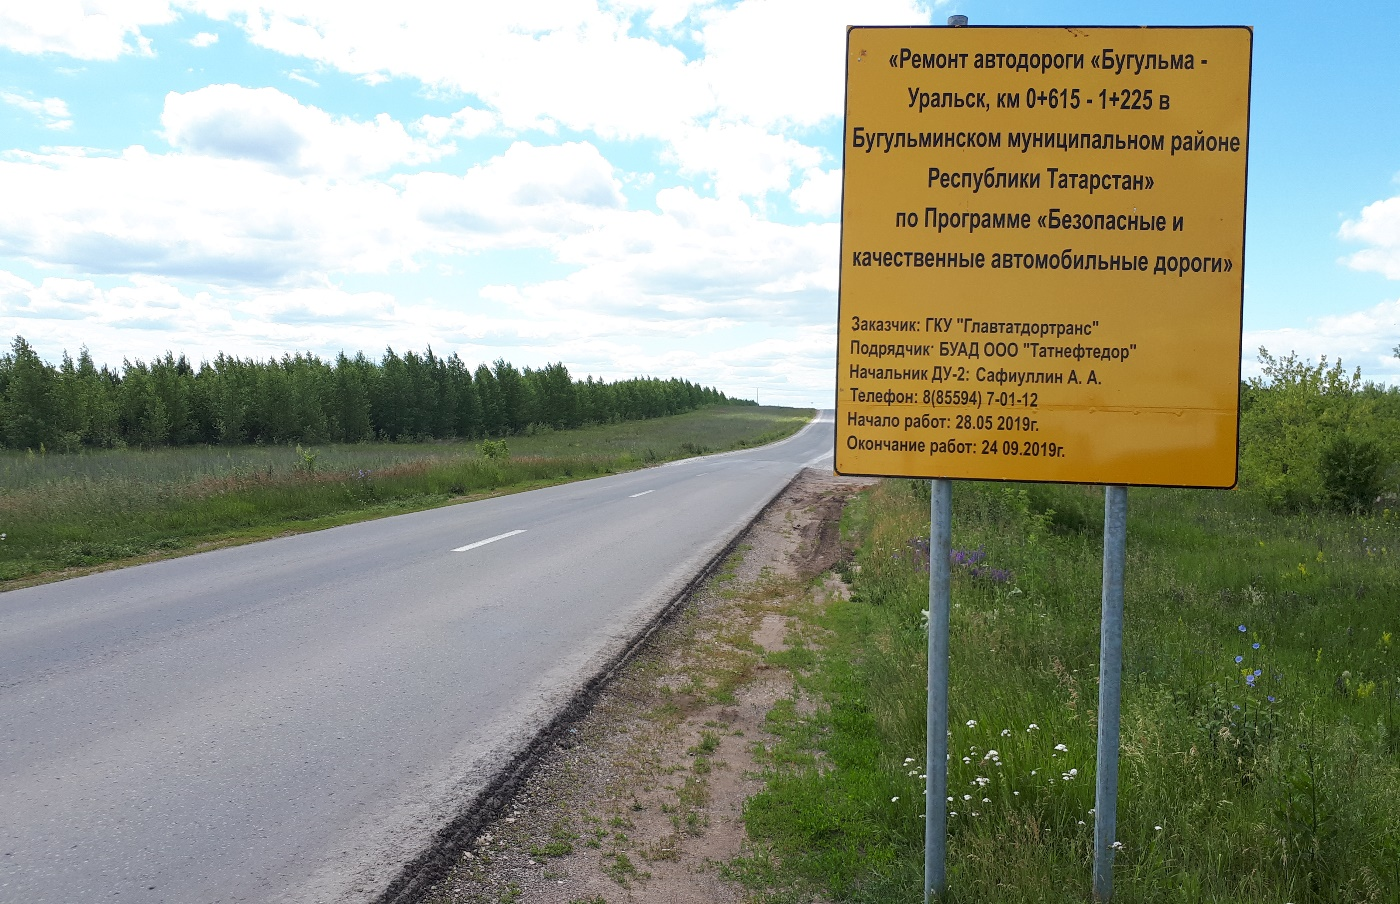 «Ремонт автодороги «Бугульма -
Уральск, км 0+615 - 1+225 в
Бугульминском муниципальном районе
Республики Татарстан»
по Программе «Безопасные и
качественные автомобильные дороги»
Заказчик: ГКУ "Главтатдортранс"
Подрядчик: БУАД ООО "Татнефтедор"
Начальник ДУ-2: Сафиуллин А. А.
Телефон: 8(85594) 7-01-12
Начало работ: 28.05 2019г.
Окончание работ: 24 09.2019г.